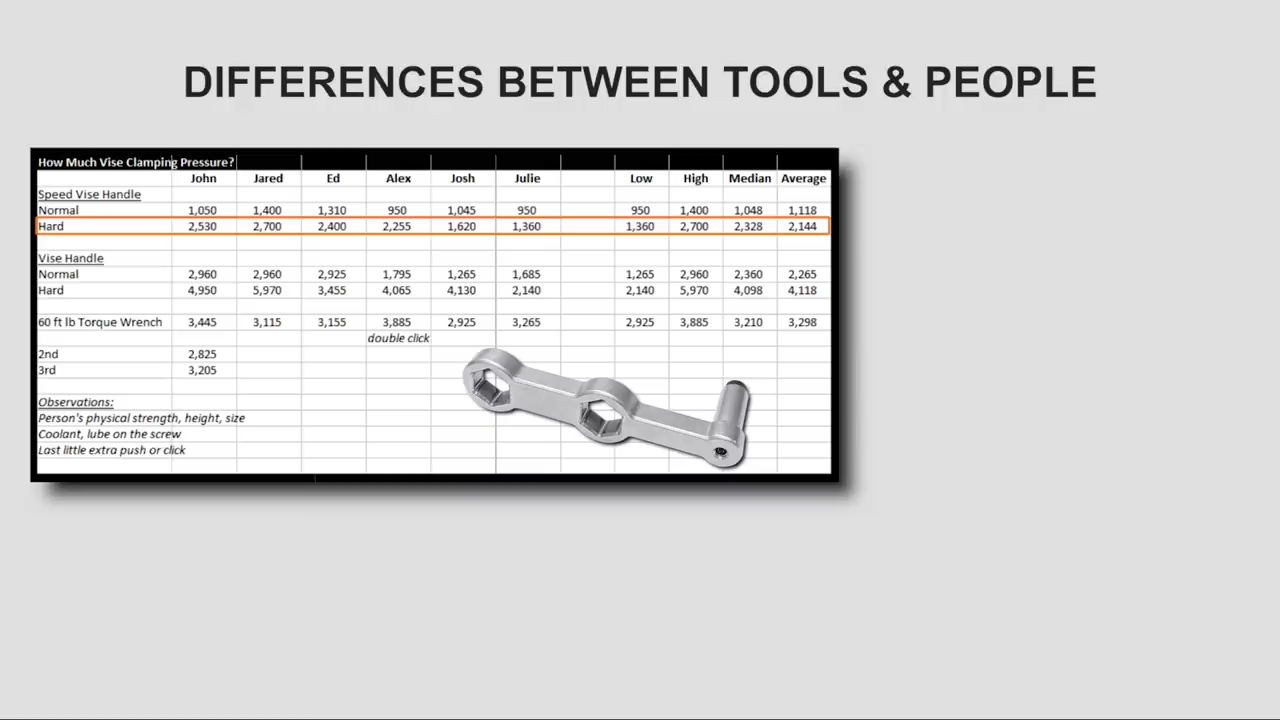 DIFFERENCES BETWEEN TOOLS & PEOPLE
How Much Vise Clamping Pressure?
John Jared Ed Alex Josh Julie Low High Median Average
Speed Vise Handle
Normal 1,050 1,400 1,310 950 1,045 950 950 1,400 1,048 1,118
Hard 2,530 2,700 2,400 2,255 1,620 1,360 1,360 2,700 2,328 2,144
Vise Handle
Normal 2,960 2,960 2,925 1,795 1,265 1,685 1,265 2,960 2,360 2,265
Hard 4,950 5,970 3,455 4,065 4,130 2,140 2,140 5,970 4,098 4,118
60 ft lb Torque Wrench 3,445 3,115 3,155 3,885 2,925 3,265 2,925 3,885 3,210 3,298
double click
2nd 2,825
3rd 3,205
Observations:
Person's physical strength, height, size
Coolant, lube on the screw
Last little extra push or click